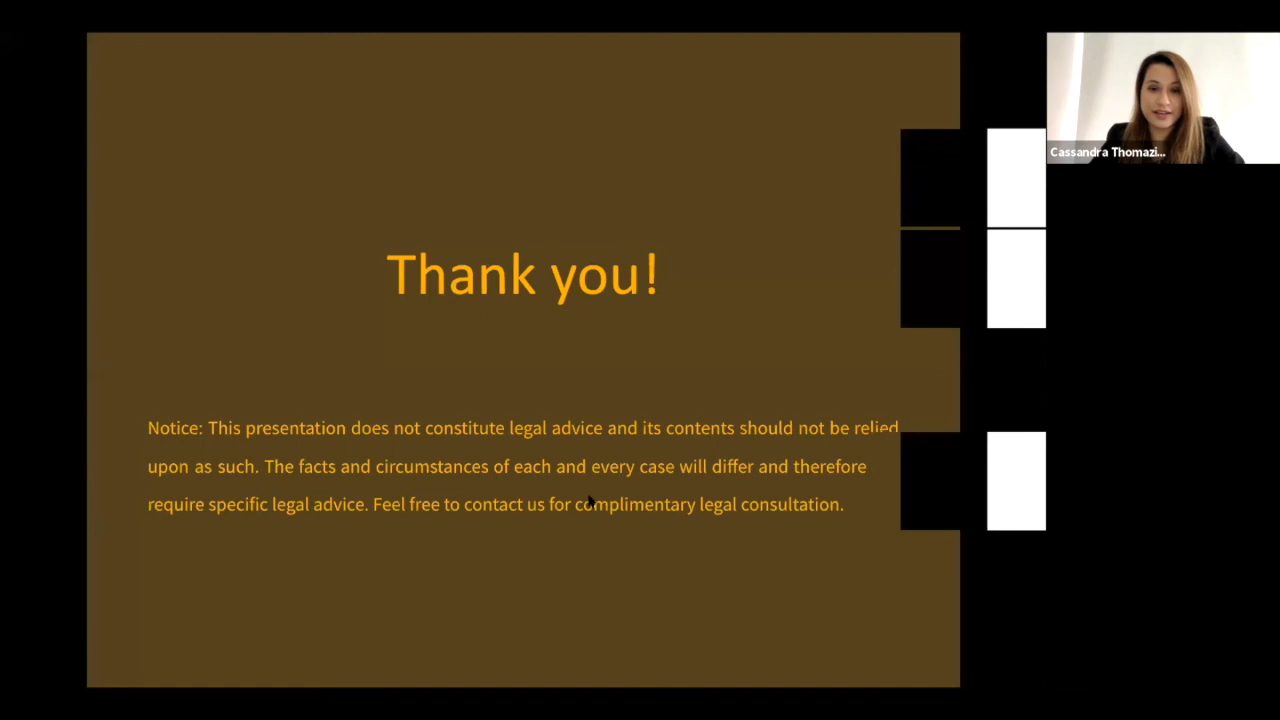 Cassandra Thomazi...
Thank you!
Notice: This presentation does not constitute legal advice and its contents should not be relied
upon as such. The facts and circumstances of each and every case will differ and therefore
require specific legal advice. Feel free to contact us for complimentary legal consultation.